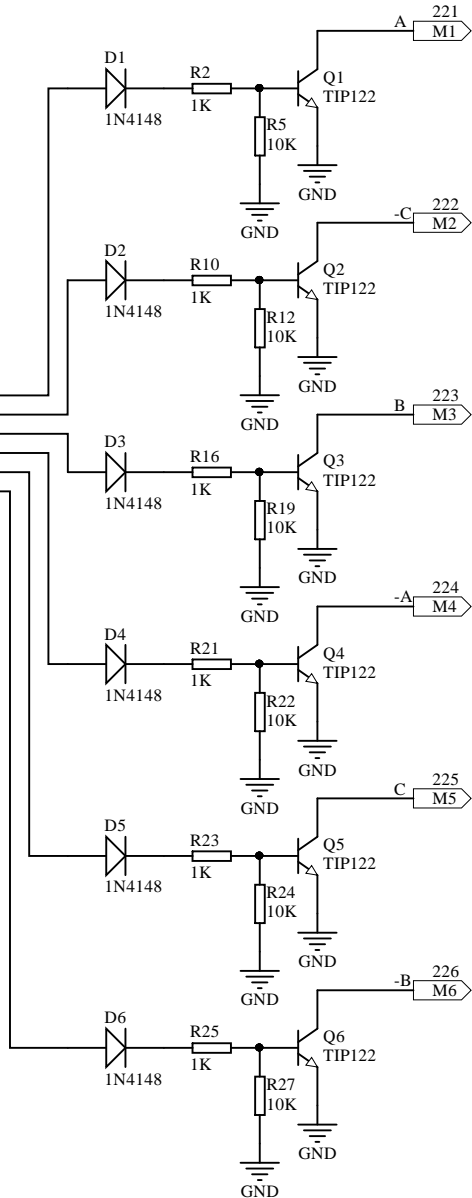 221
A M1
D1 R2 Q1
TIP122
1N4148 1K
R5
10K
GND
GND
222
-C M2
D2 R10 Q2
TIP122
1N4148 1K
R12
10K
GND
GND
223
B M3
D3 R16 Q3
TIP122
1N4148 1K
R19
10K
GND
GND
224
-A M4
D4 R21 Q4
TIP122
1N4148 1K
R22
10K
GND
GND
225
C M5
D5 R23 Q5
TIP122
1N4148 1K
R24
10K
GND
GND
226
-B M6
D6 R25 Q6
TIP122
1N4148 1K
R27
10K
GND
GND